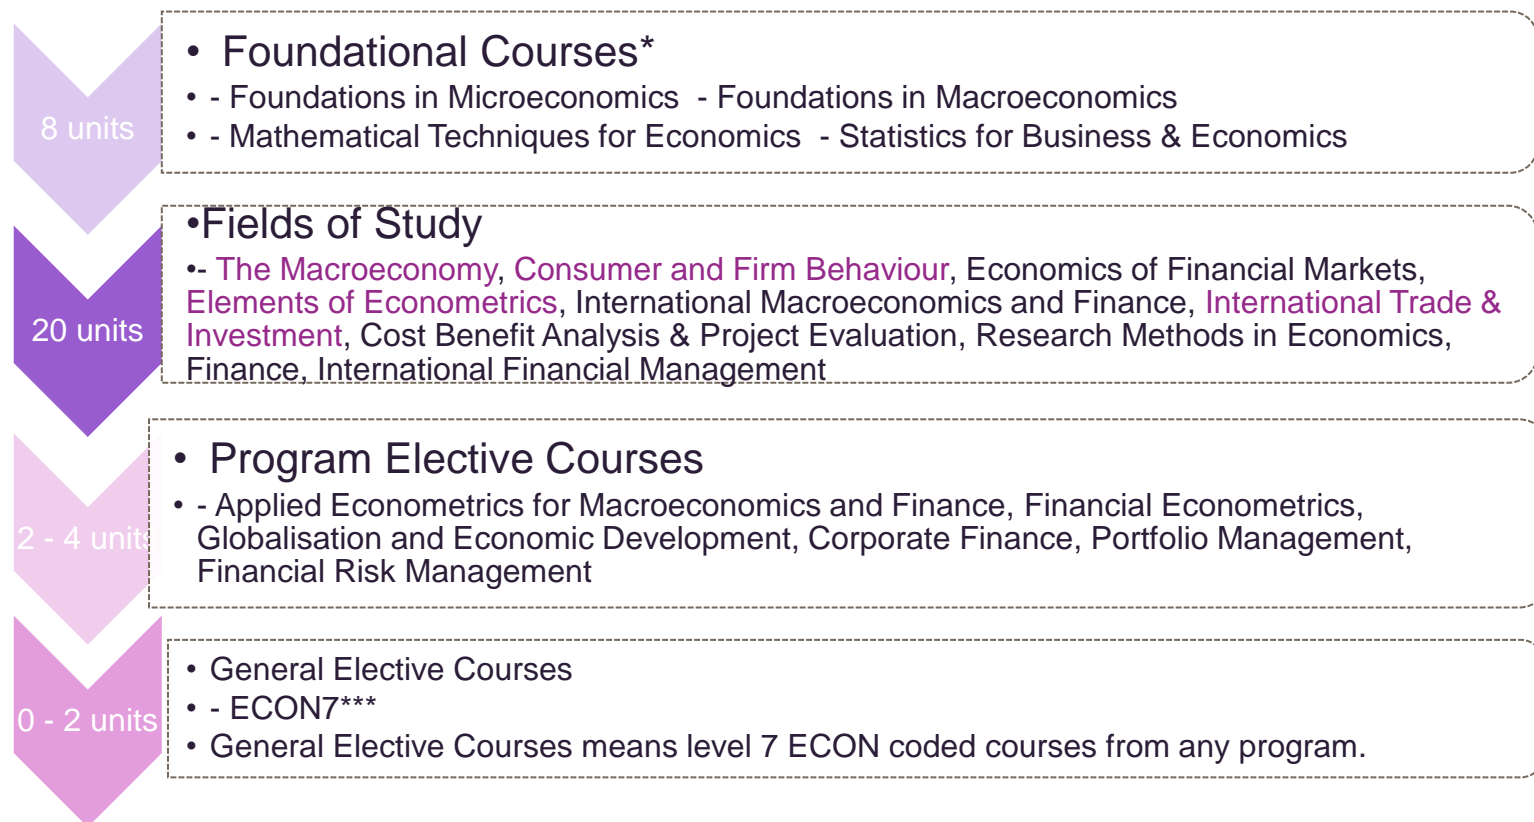 8 units
• Foundational Courses*
• - Foundations in Microeconomics - Foundations in Macroeconomics
• - Mathematical Techniques for Economics - Statistics for Business & Economics
20 units
•Fields of Study
•- The Macroeconomy, Consumer and Firm Behaviour, Economics of Financial Markets,
Elements of Econometrics, International Macroeconomics and Finance, International Trade &
Investment, Cost Benefit Analysis & Project Evaluation, Research Methods in Economics,
Finance, International Financial Management
2 - 4 units
• Program Elective Courses
• - Applied Econometrics for Macroeconomics and Finance, Financial Econometrics,
Globalisation and Economic Development, Corporate Finance, Portfolio Management,
Financial Risk Management
0 - 2 units
• General Elective Courses
• - ECON7***
• General Elective Courses means level 7 ECON coded courses from any program.